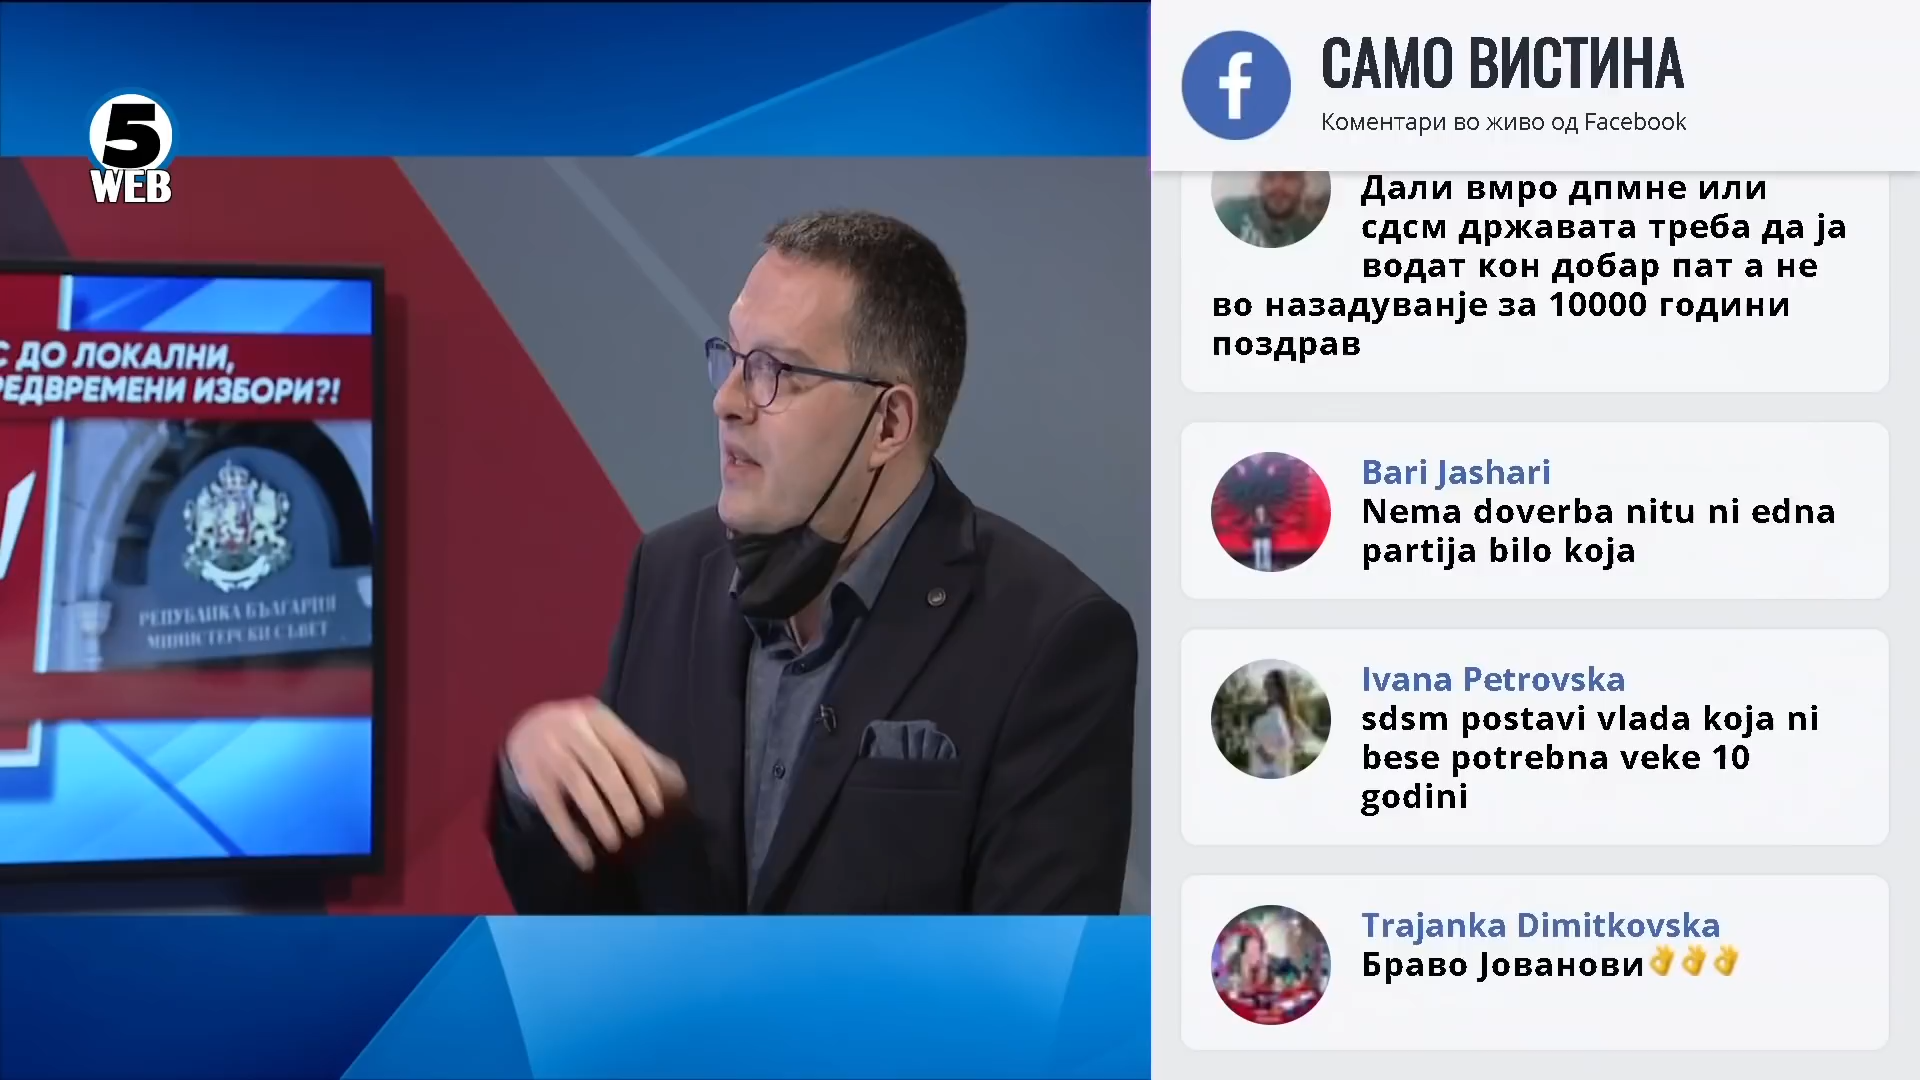 5
WEB
С ДО ЛОКАЛНИ,
РЕДВРЕМЕНИ ИЗБОРИ?!
РЕПУБЛИКА БЪЛГАРИЯ
МИНИСТЕРСКИ СЪВЕТ
САМО ВИСТИНА
Коментари во живо од Facebook
Дали вмро дпмне или
сдсм државата треба да ја
водат кон добар пат а не
во назадуванје за 10000 години
поздрав
Bari Jashari
Nema doverba nitu ni edna
partija bilo koja
Ivana Petrovska
sdsm postavi vlada koja ni
bese potrebna veke 10
godini
Trajanka Dimitkovska
Браво Јованови👌👌👌